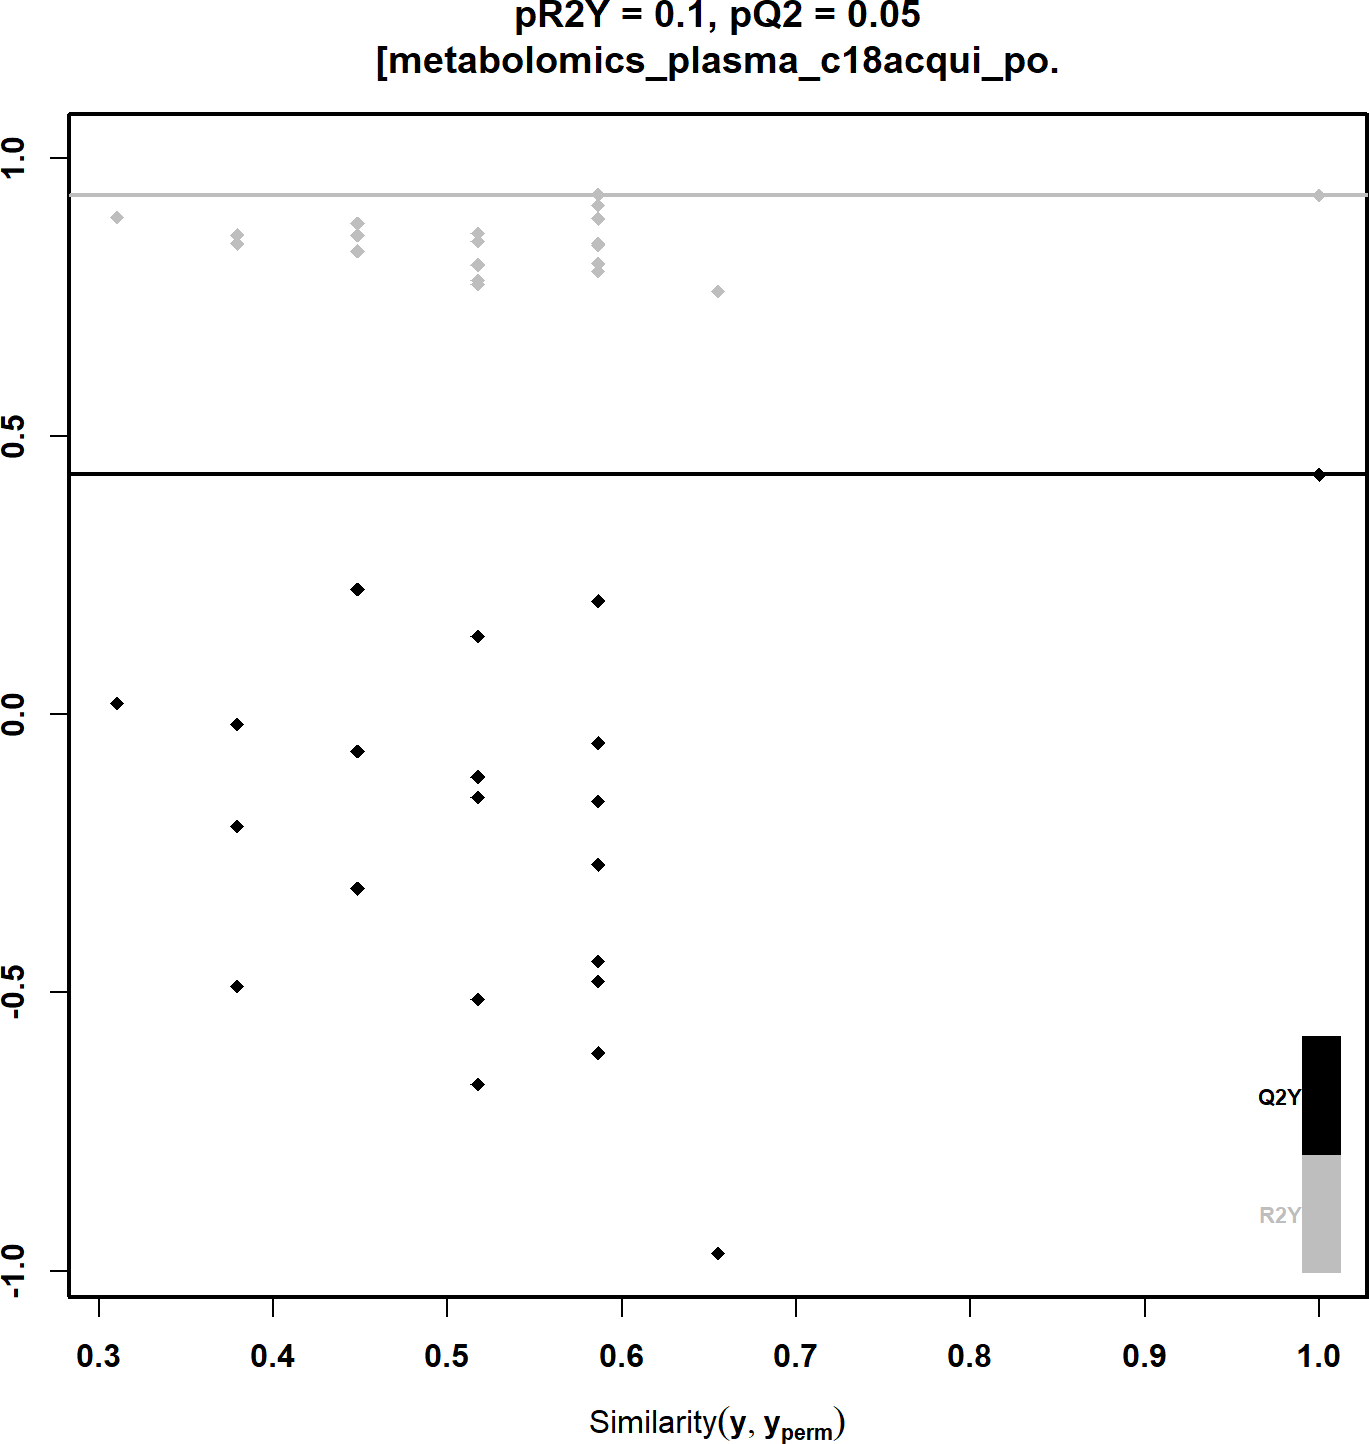 pR2Y = 0.1, pQ2 = 0.05
[metabolomics_plasma_c18acqui_po.
1.0
0.5
0.0
-0.5
-1.0
Q2Y
R2Y
0.3 0.4 0.5 0.6 0.7 0.8 0.9 1.0
Similarity(y, yperm)